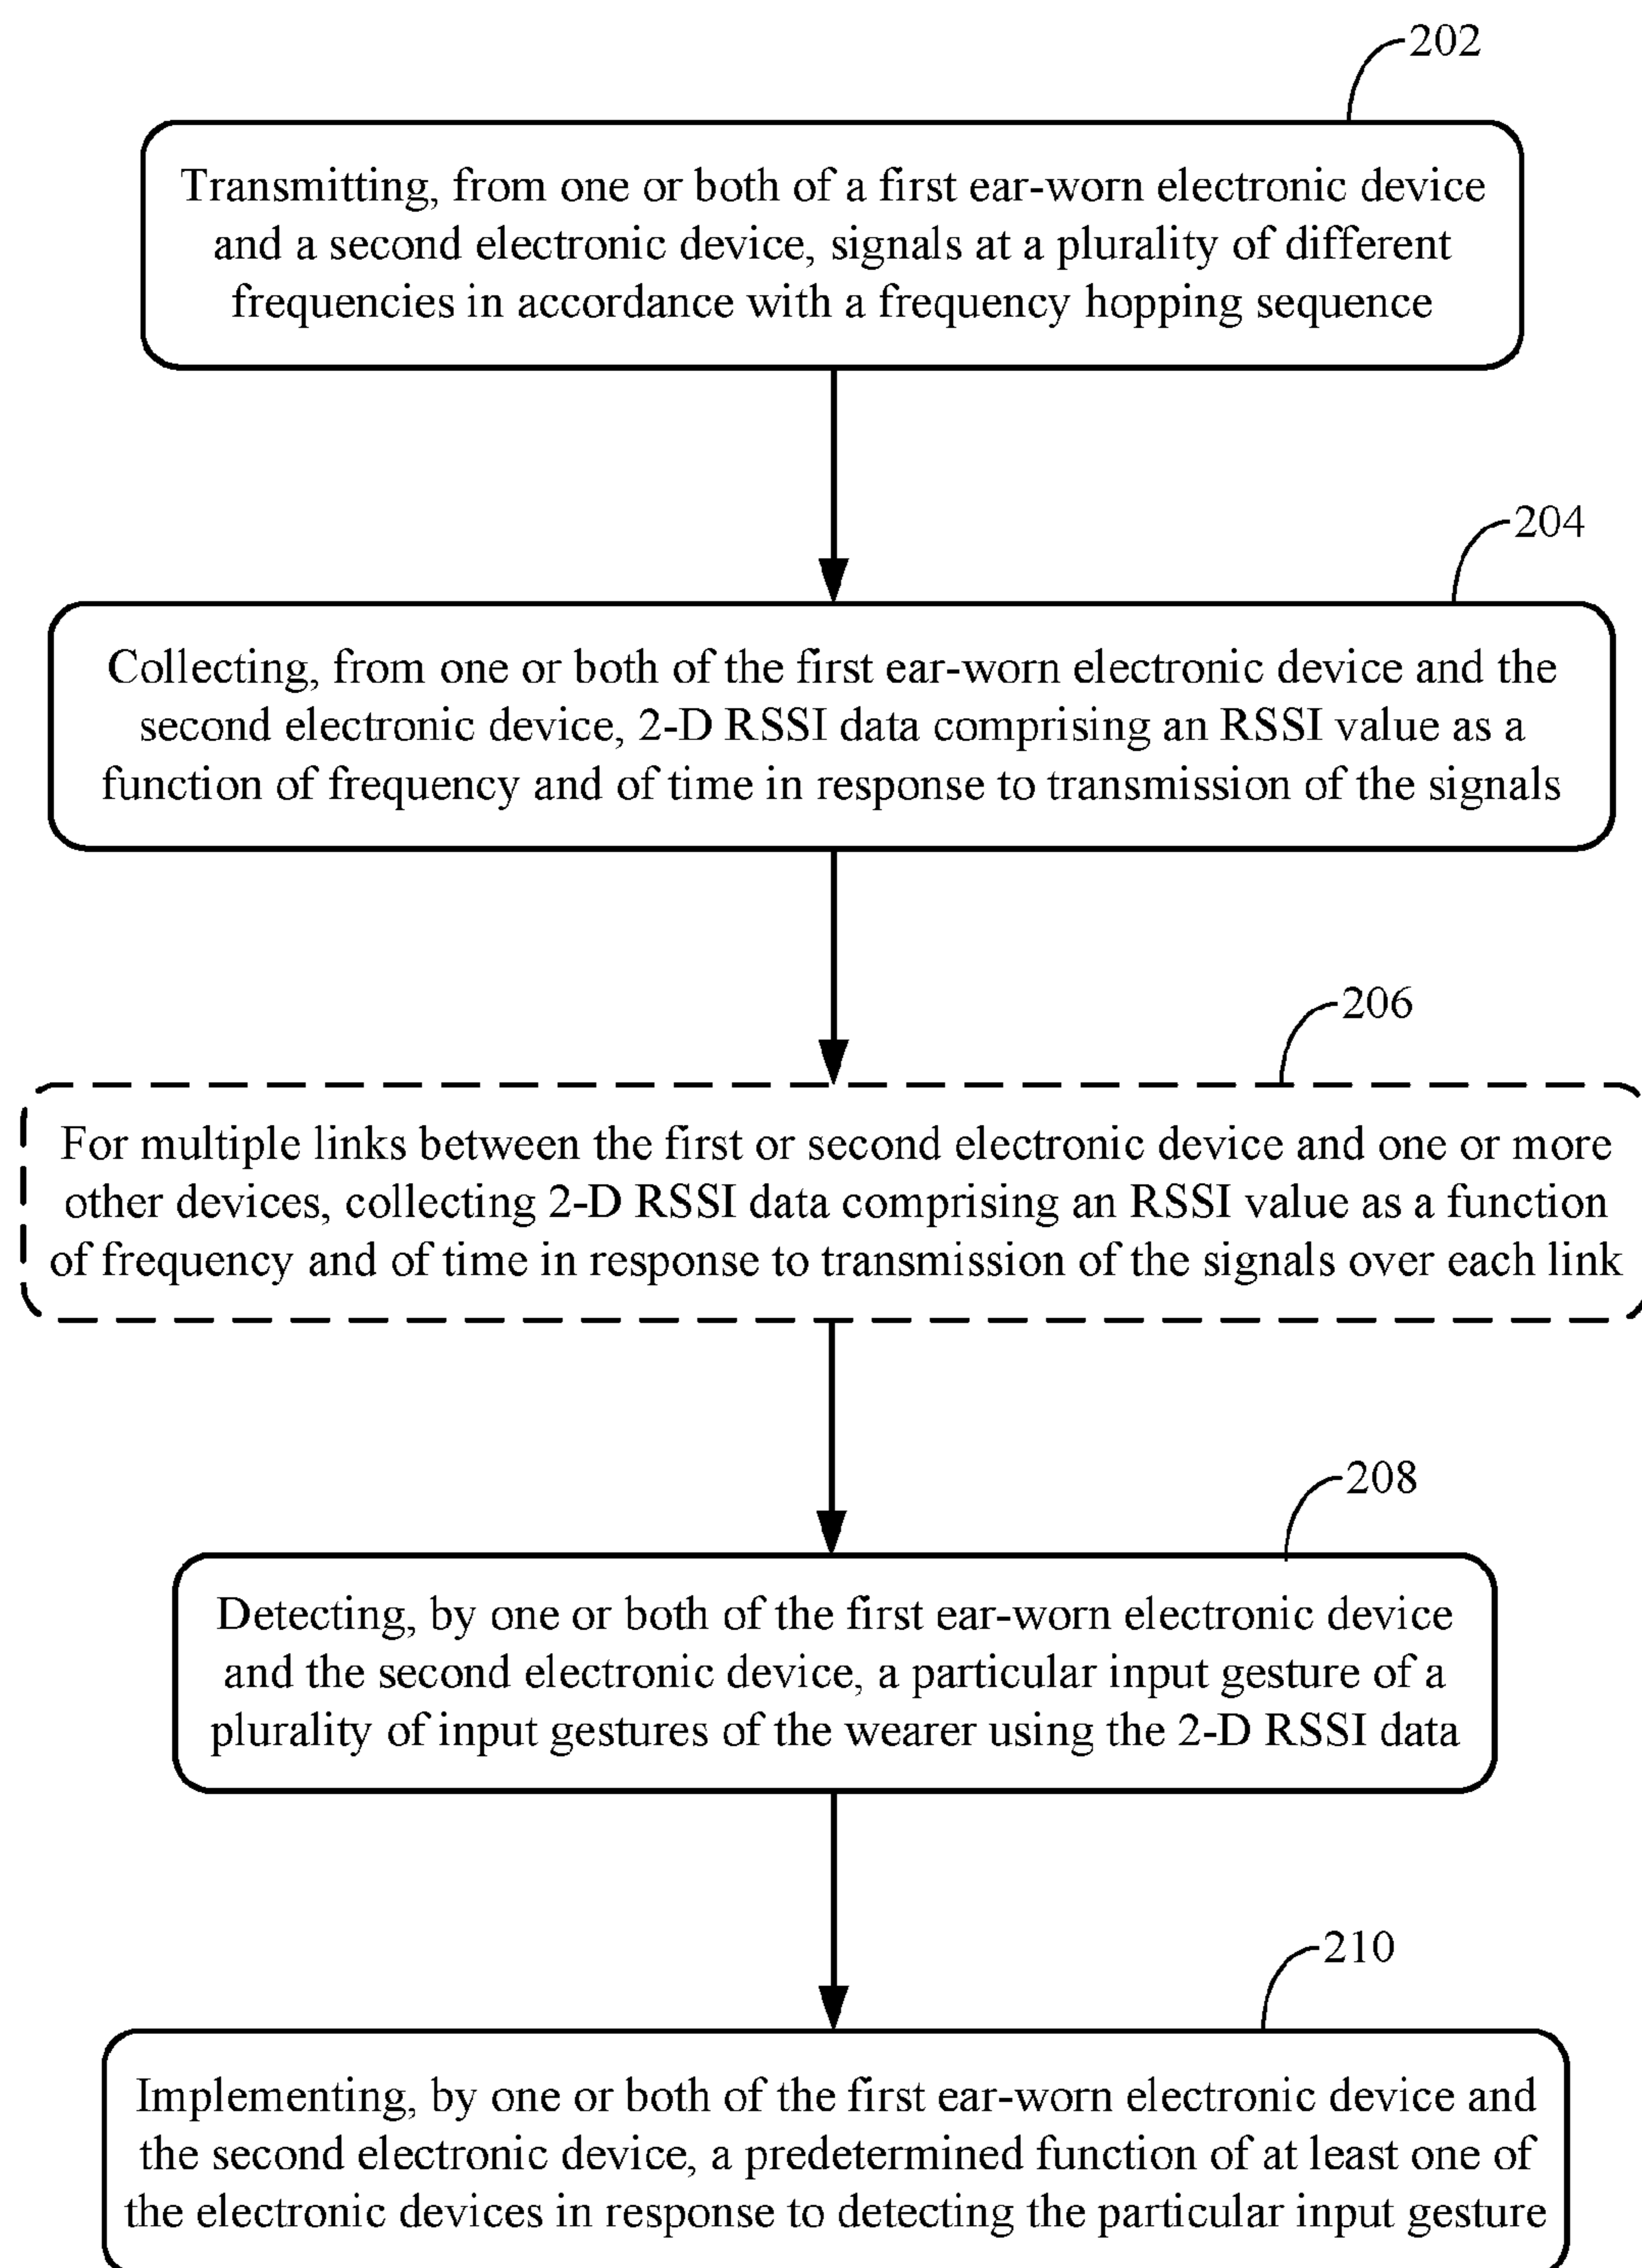 202
Transmitting, from one or both of a first ear-worn electronic device
and a second electronic device, signals at a plurality of different
frequencies in accordance with a frequency hopping sequence
204
Collecting, from one or both of the first ear-worn electronic device and the
second electronic device, 2-D RSSI data comprising an RSSI value as a
function of frequency and of time in response to transmission of the signals
206
For multiple links between the first or second electronic device and one or more
other devices, collecting 2-D RSSI data comprising an RSSI value as a function
of frequency and of time in response to transmission of the signals over each link
208
Detecting, by one or both of the first ear-worn electronic device
and the second electronic device, a particular input gesture of a
plurality of input gestures of the wearer using the 2-D RSSI data
210
Implementing, by one or both of the first ear-worn electronic device and
the second electronic device, a predetermined function of at least one of
the electronic devices in response to detecting the particular input gesture